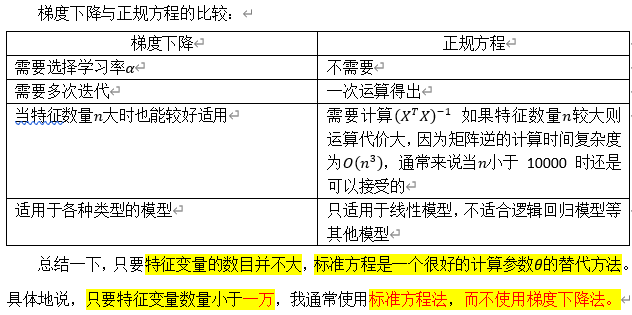 梯度下降与正规方程的比较：
梯度下降 正规方程
需要选择学习率α 不需要
需要多次迭代 一次运算得出
当特征数量n大时也能较好适用 需要计算(XᵀX)⁻¹ 如果特征数量n较大则
运算代价大，因为矩阵逆的计算时间复杂度
为O(n³)，通常来说当n小于 10000 时还是
可以接受的
适用于各种类型的模型 只适用于线性模型，不适合逻辑回归模型等
其他模型
总结一下，只要特征变量的数目并不大，标准方程是一个很好的计算参数θ的替代方法。
具体地说，只要特征变量数量小于一万，我通常使用标准方程法，而不使用梯度下降法。